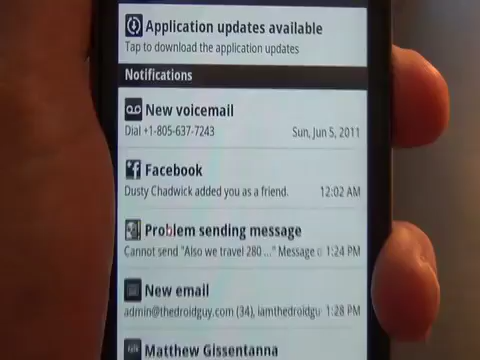 Application updates available
Tap to download the application updates
Notifications
New voicemail
Dial +1-805-637-7243 Sun, Jun 5, 2011
Facebook
Dusty Chadwick added you as a friend. 12:02 AM
Problem sending message
Cannot send "Also we travel 280 ..." Message 1:24 PM
New email
admin@thedroidguy.com (34), iamthedroidgu 1:28 PM
Matthew Gissentanna